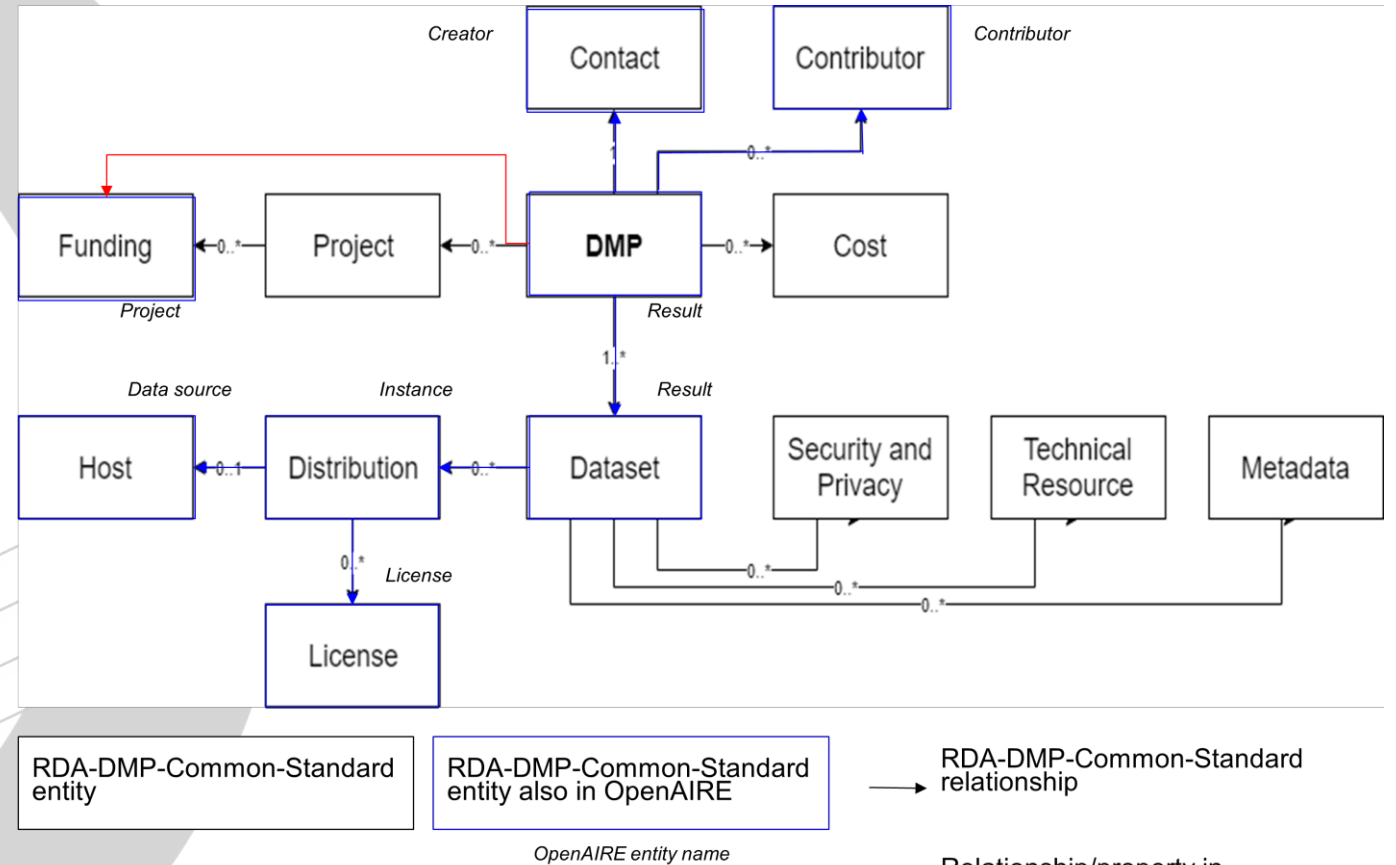 Creator
Contact
Contributor
Contributor
1
0..*
Funding
0..*
Project
0..*
DMP
0..*
Cost
Project
Result
1..*
Data source
Instance
Result
Host
0..1
Distribution
0..*
Dataset
Security and
Privacy
Technical
Resource
Metadata
0..*
0..*
0..*
0..*
License
License
RDA-DMP-Common-Standard
entity
RDA-DMP-Common-Standard
entity also in OpenAIRE
RDA-DMP-Common-Standard
relationship
OpenAIRE entity name
Relationship/property in